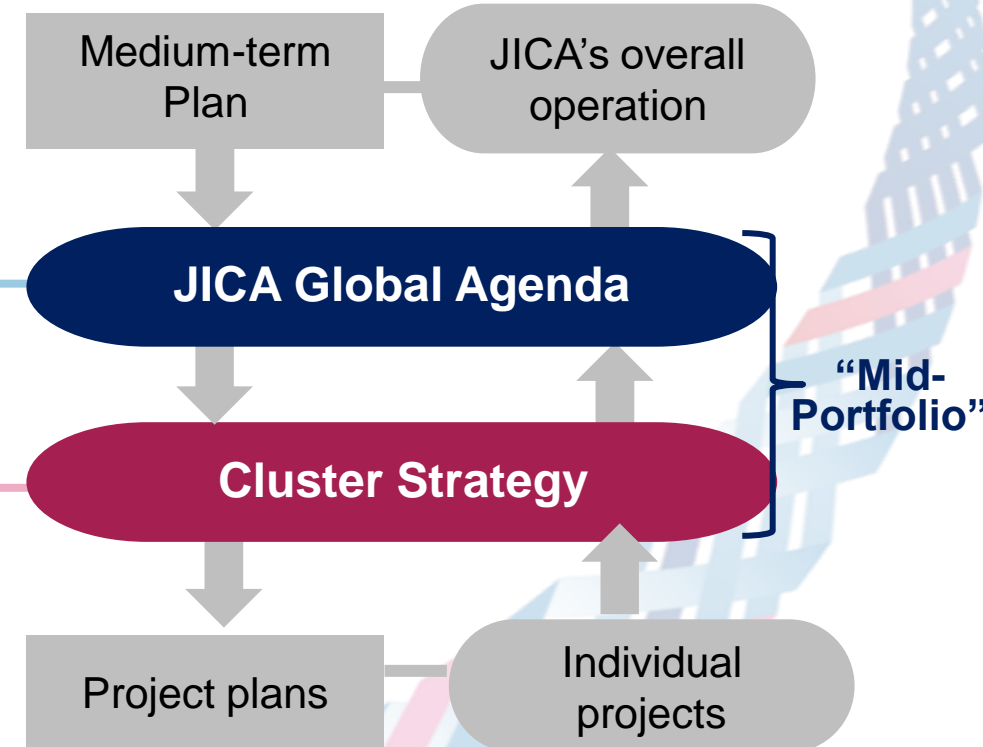 Medium-term
Plan
JICA’s overall
operation
JICA Global Agenda
“Mid-
Portfolio”
Cluster Strategy
Project plans
Individual
projects